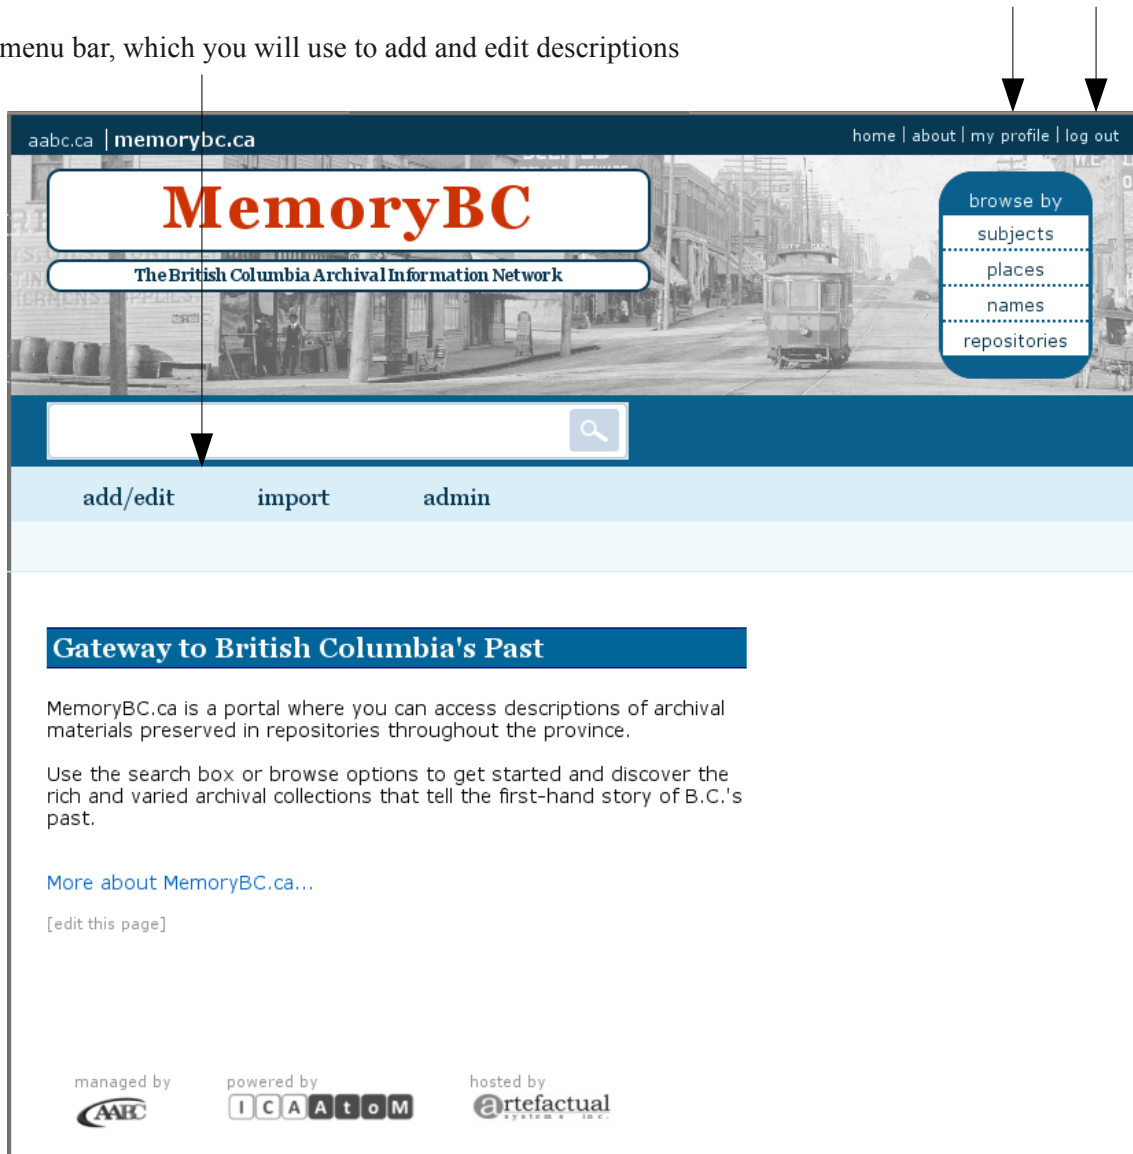 menu bar, which you will use to add and edit descriptions
aabc.ca | memorybc.ca
home | about | my profile | log out
MemoryBC
The British Columbia Archival Information Network
browse by
subjects
places
names
repositories
add/edit import admin
Gateway to British Columbia's Past
MemoryBC.ca is a portal where you can access descriptions of archival
materials preserved in repositories throughout the province.
Use the search box or browse options to get started and discover the
rich and varied archival collections that tell the first-hand story of B.C.'s
past.
More about MemoryBC.ca...
[edit this page]
managed by powered by hosted by
AABC ICAAtoM artefactual
systems inc.